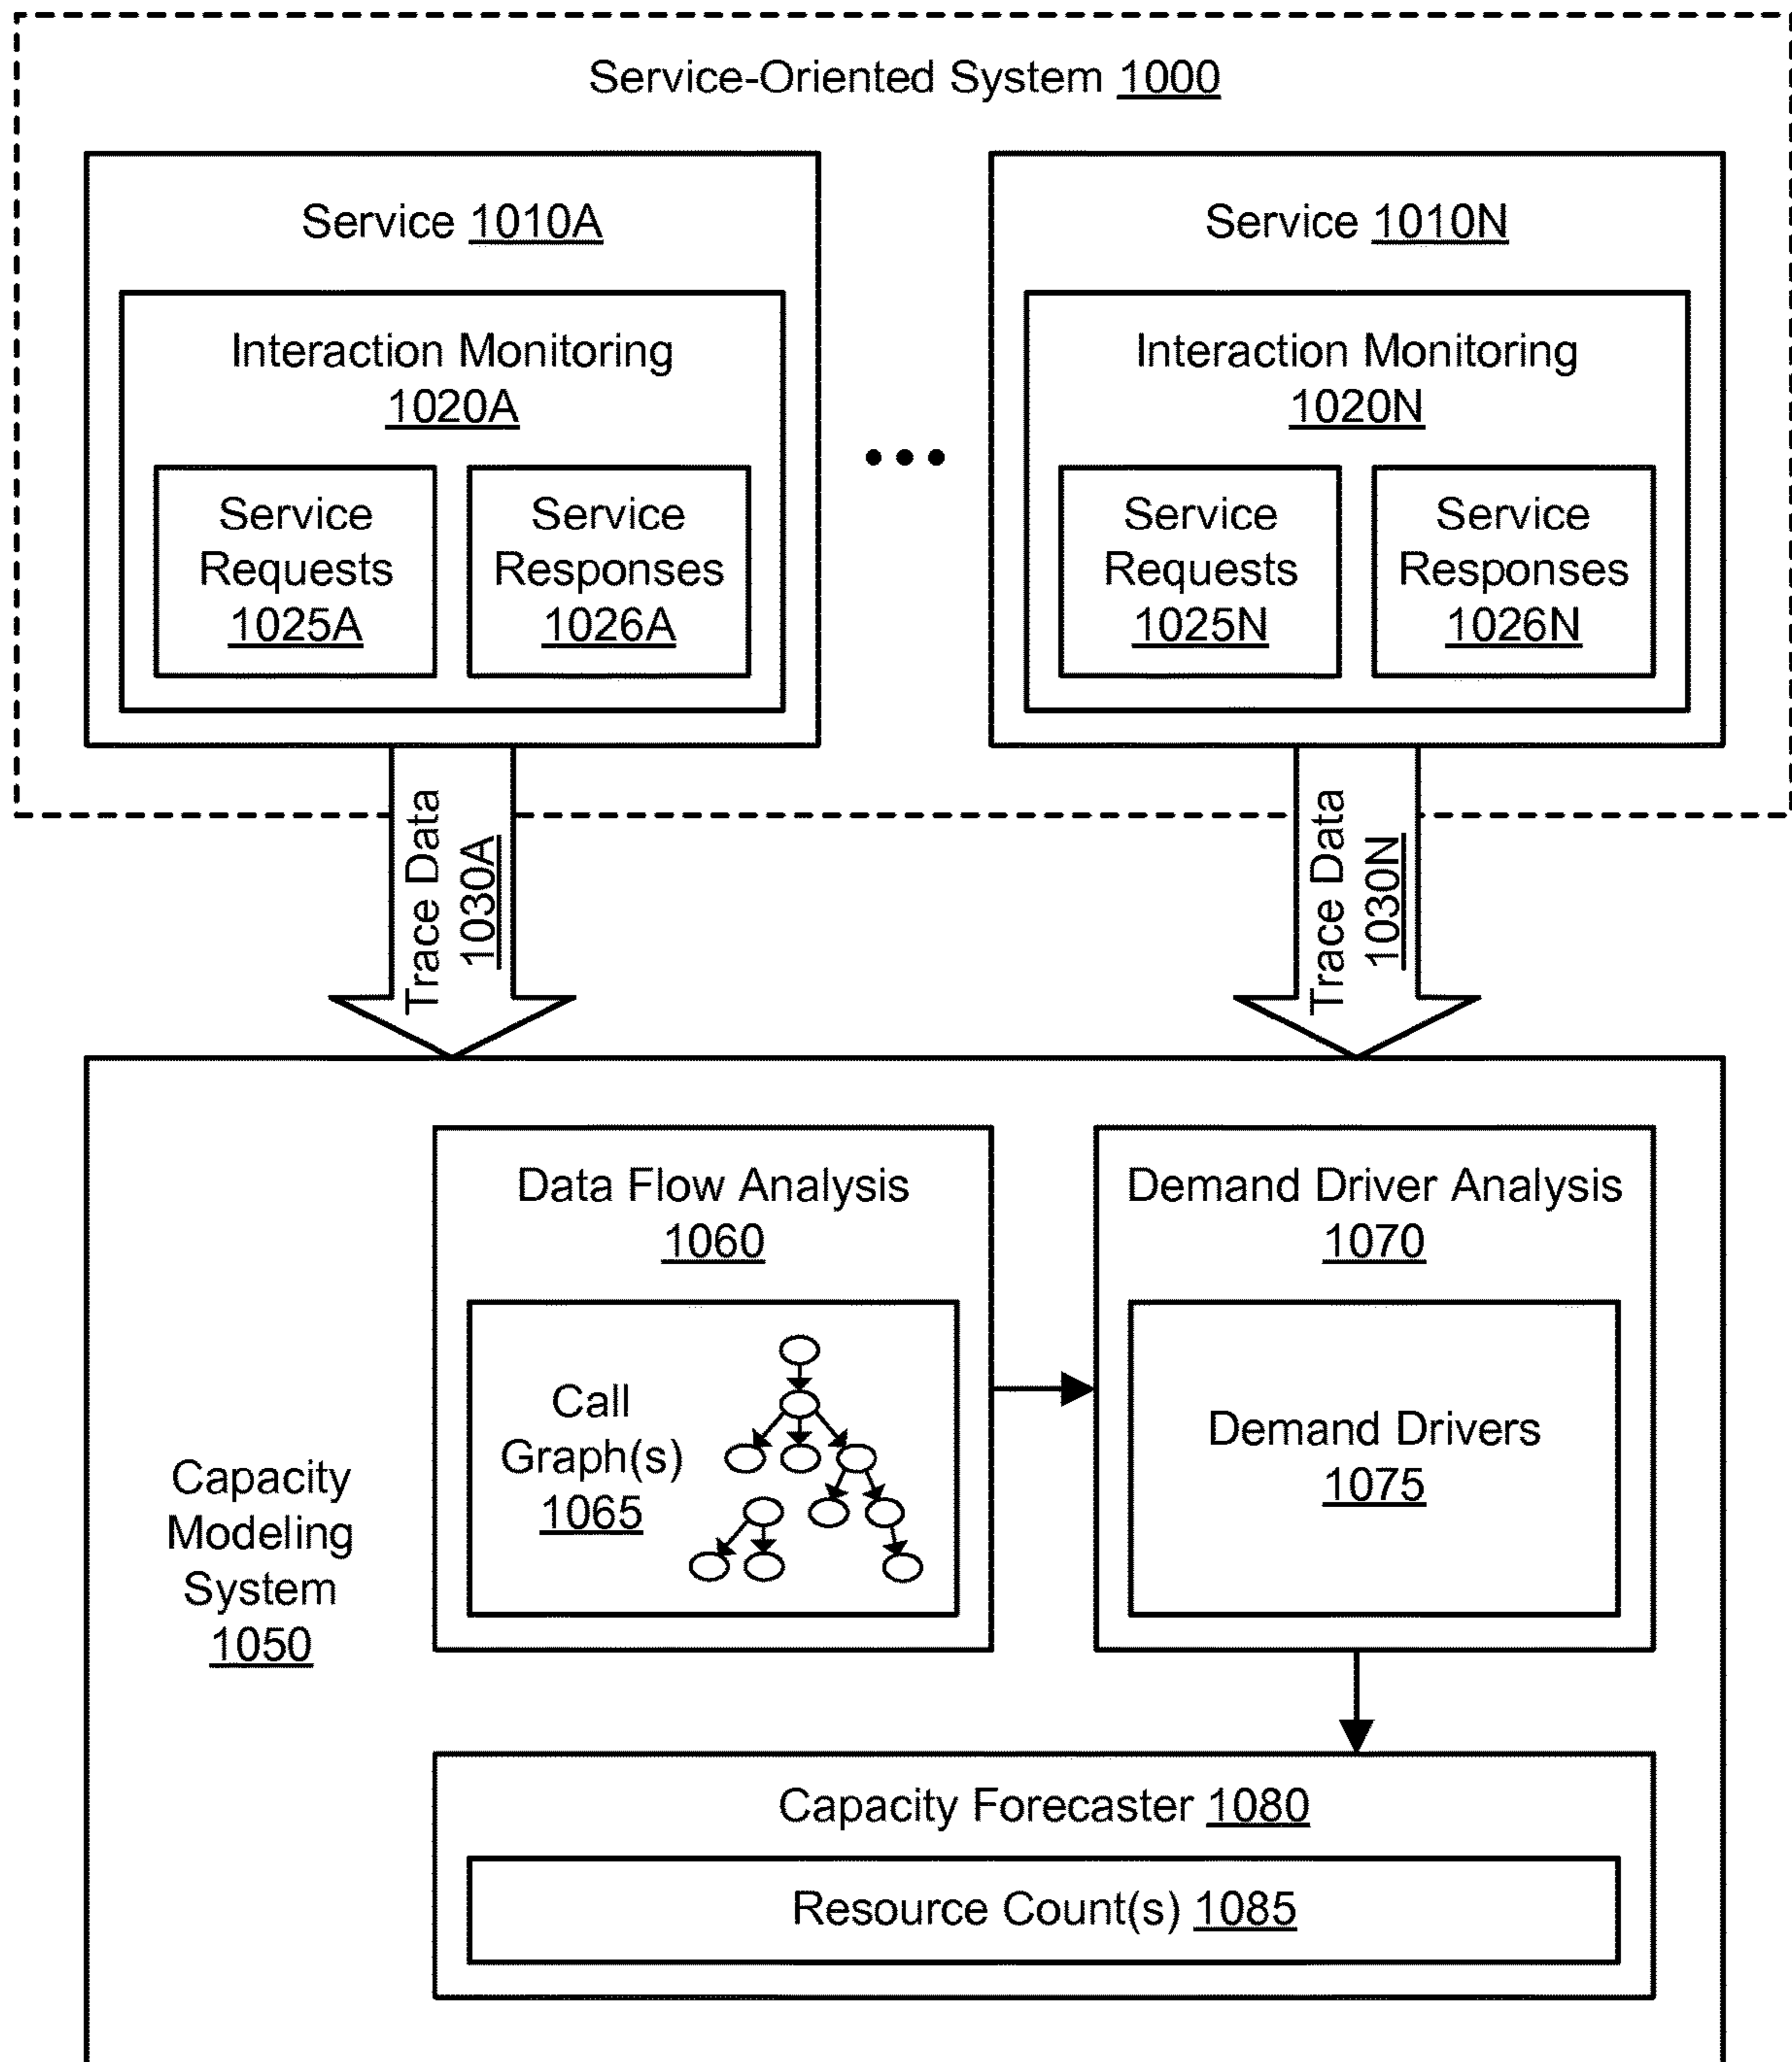 Service-Oriented System 1000
Service 1010A
Interaction Monitoring
1020A
Service
Requests
1025A
Service
Responses
1026A
Service 1010N
Interaction Monitoring
1020N
Service
Requests
1025N
Service
Responses
1026N
Trace Data
1030A
Trace Data
1030N
Capacity
Modeling
System
1050
Data Flow Analysis
1060
Call
Graph(s)
1065
Demand Driver Analysis
1070
Demand Drivers
1075
Capacity Forecaster 1080
Resource Count(s) 1085